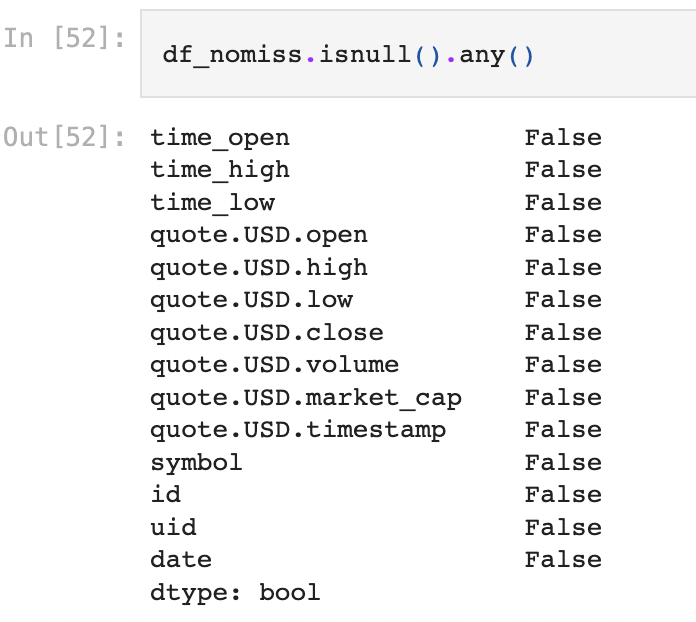 In [52]: df_nomiss.isnull().any()
Out[52]: time_open False
time_high False
time_low False
quote.USD.open False
quote.USD.high False
quote.USD.low False
quote.USD.close False
quote.USD.volume False
quote.USD.market_cap False
quote.USD.timestamp False
symbol False
id False
uid False
date False
dtype: bool